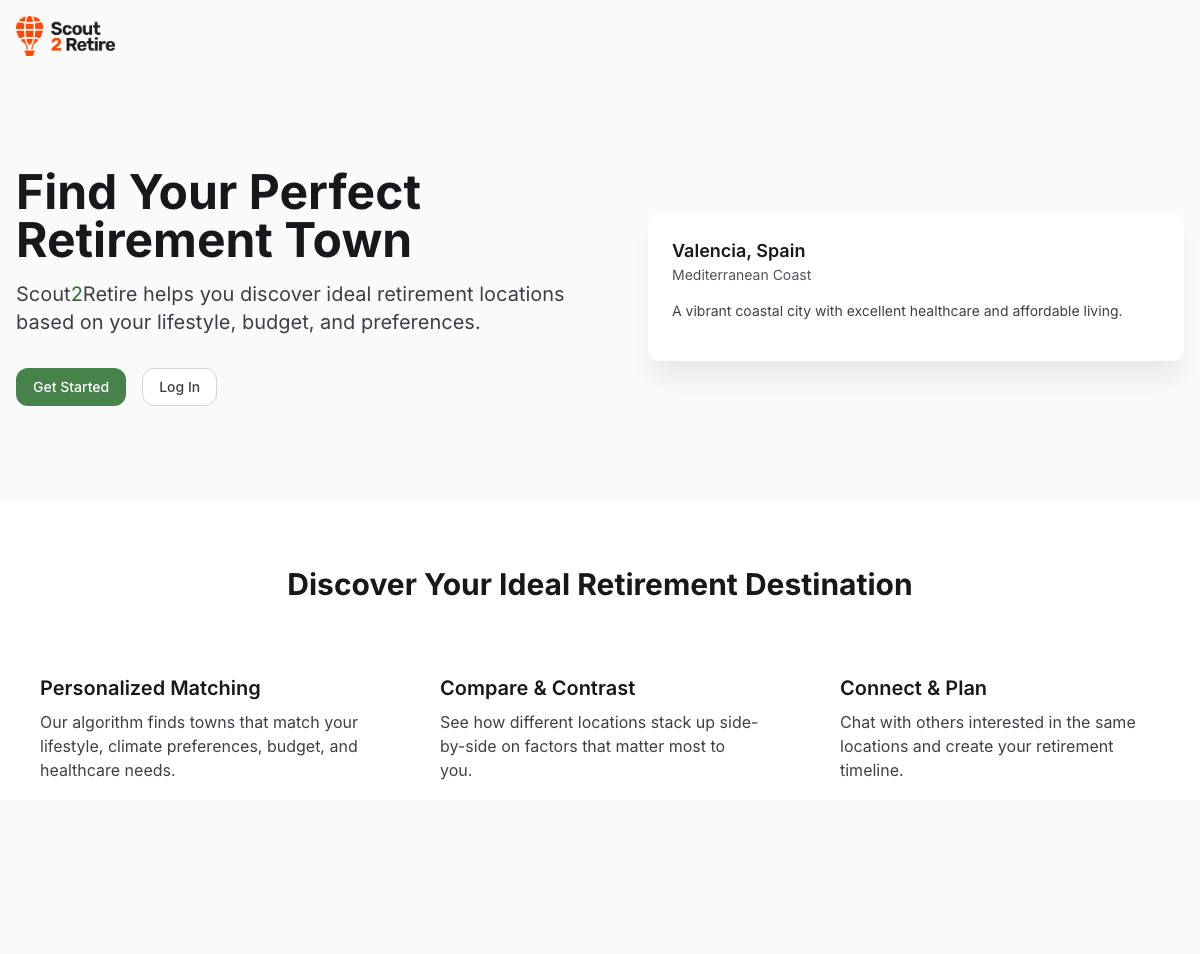 Scout
2 Retire
Find Your Perfect
Retirement Town
Scout2Retire helps you discover ideal retirement locations
based on your lifestyle, budget, and preferences.
Get Started
Log In
Valencia, Spain
Mediterranean Coast
A vibrant coastal city with excellent healthcare and affordable living.
Discover Your Ideal Retirement Destination
Personalized Matching
Our algorithm finds towns that match your
lifestyle, climate preferences, budget, and
healthcare needs.
Compare & Contrast
See how different locations stack up side-
by-side on factors that matter most to
you.
Connect & Plan
Chat with others interested in the same
locations and create your retirement
timeline.